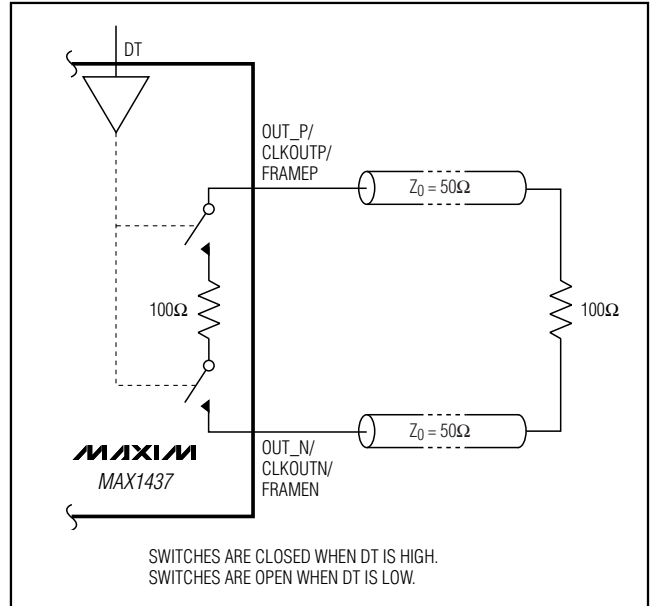 DT
OUT_P/
CLKOUTP/
FRAMEP
Z0 = 50Ω
100Ω
100Ω
Z0 = 50Ω
OUT_N/
CLKOUTN/
FRAMEN
MAXIM
MAX1437
SWITCHES ARE CLOSED WHEN DT IS HIGH.
SWITCHES ARE OPEN WHEN DT IS LOW.